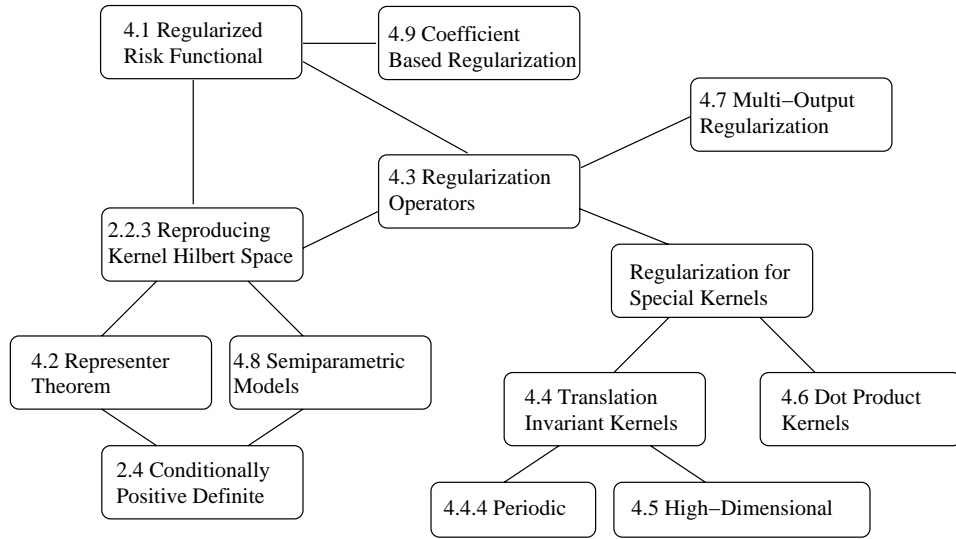 4.1 Regularized
Risk Functional
4.9 Coefficient
Based Regularization
4.7 Multi−Output
Regularization
4.3 Regularization
Operators
2.2.3 Reproducing
Kernel Hilbert Space
Regularization for
Special Kernels
4.2 Representer
Theorem
4.8 Semiparametric
Models
4.4 Translation
Invariant Kernels
4.6 Dot Product
Kernels
2.4 Conditionally
Positive Definite
4.4.4 Periodic
4.5 High−Dimensional